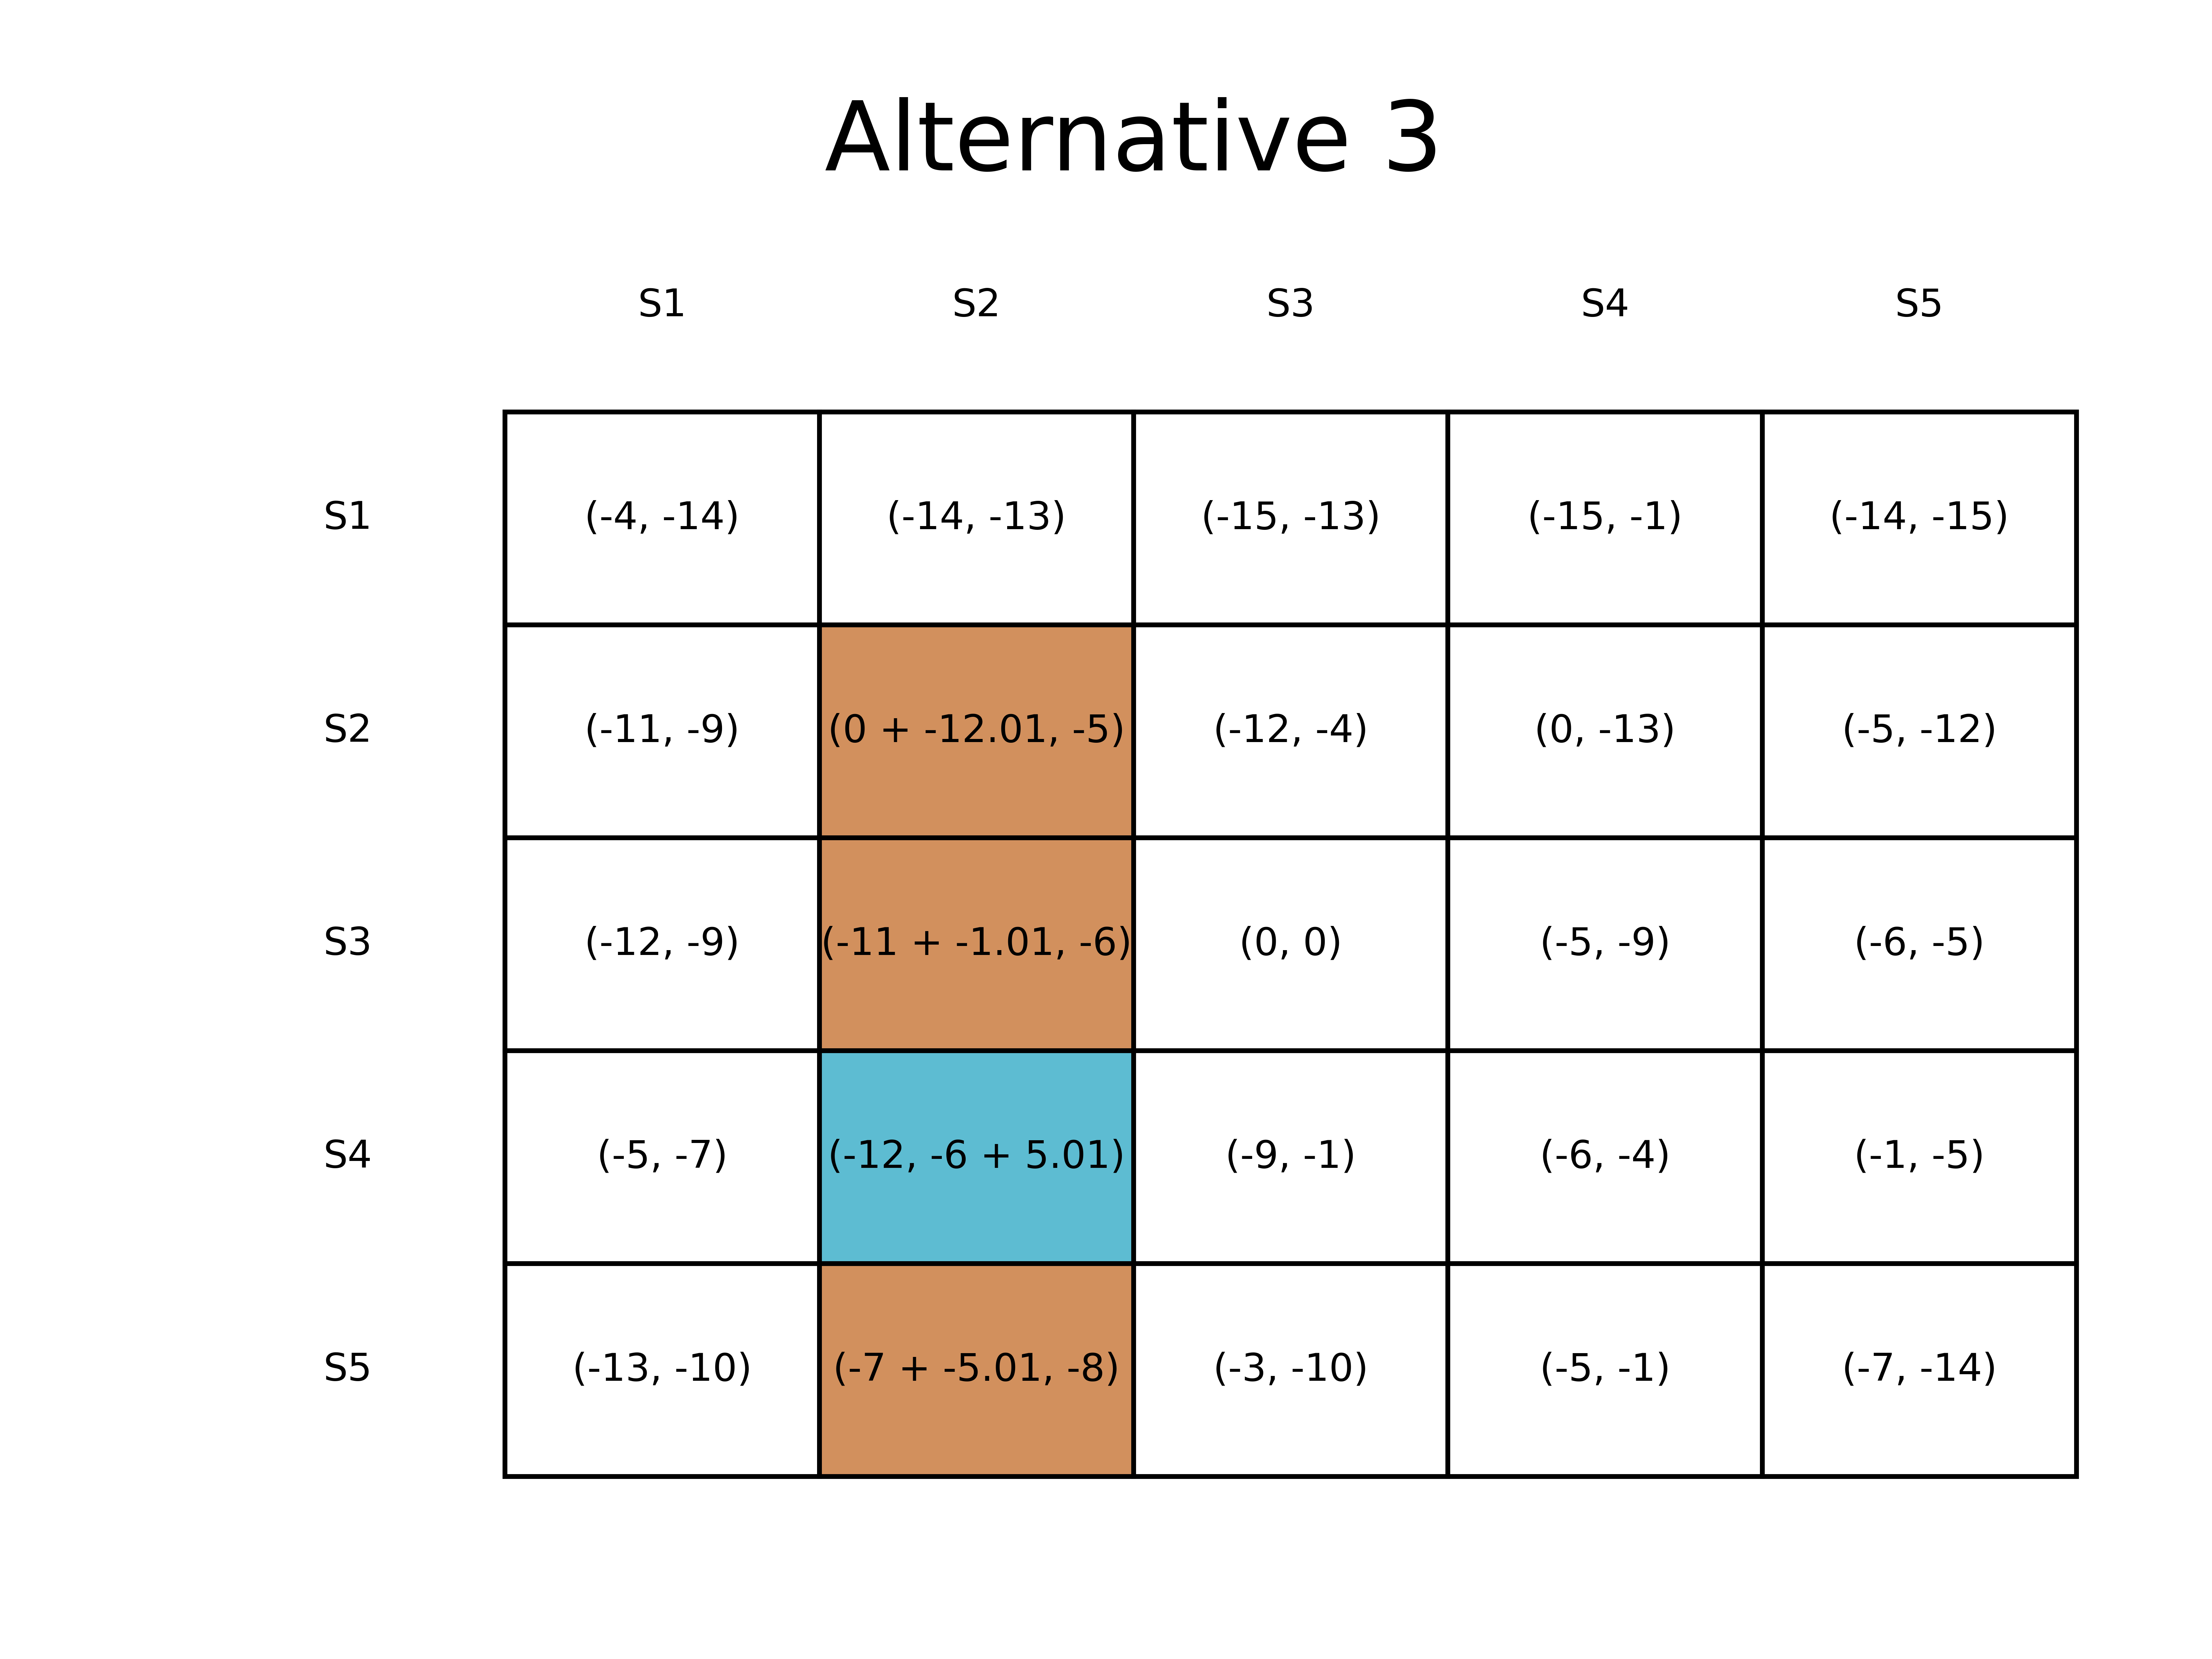 Alternative 3
S1 S2 S3 S4 S5
S1 (-4, -14) (-14, -13) (-15, -13) (-15, -1) (-14, -15)
S2 (-11, -9) (0 + -12.01, -5) (-12, -4) (0, -13) (-5, -12)
S3 (-12, -9) (-11 + -1.01, -6) (0, 0) (-5, -9) (-6, -5)
S4 (-5, -7) (-12, -6 + 5.01) (-9, -1) (-6, -4) (-1, -5)
S5 (-13, -10) (-7 + -5.01, -8) (-3, -10) (-5, -1) (-7, -14)